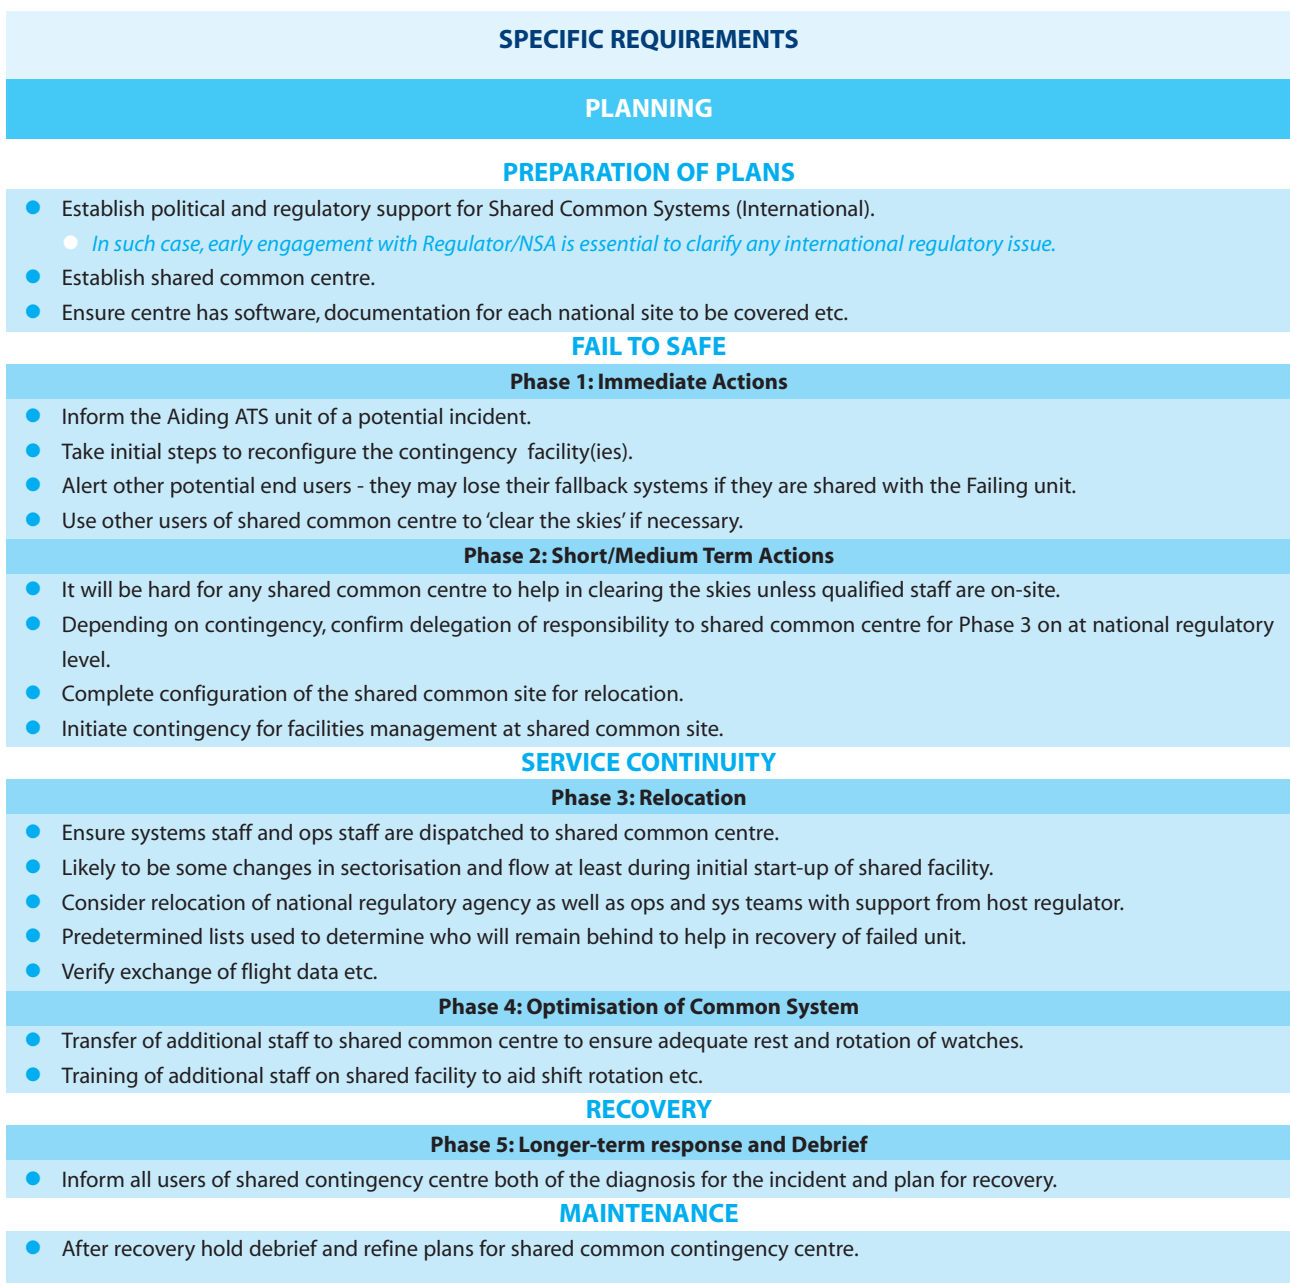 SPECIFIC REQUIREMENTS
PLANNING
PREPARATION OF PLANS
Establish political and regulatory support for Shared Common Systems (International).
In such case, early engagement with Regulator/NSA is essential to clarify any international regulatory issue.
Establish shared common centre.
Ensure centre has software, documentation for each national site to be covered etc.
FAIL TO SAFE
Phase 1: Immediate Actions
Inform the Aiding ATS unit of a potential incident.
Take initial steps to reconfigure the contingency facility(ies).
Alert other potential end users - they may lose their fallback systems if they are shared with the Failing unit.
Use other users of shared common centre to ‘clear the skies’ if necessary.
Phase 2: Short/Medium Term Actions
It will be hard for any shared common centre to help in clearing the skies unless qualified staff are on-site.
Depending on contingency, confirm delegation of responsibility to shared common centre for Phase 3 on at national regulatory
level.
Complete configuration of the shared common site for relocation.
Initiate contingency for facilities management at shared common site.
SERVICE CONTINUITY
Phase 3: Relocation
Ensure systems staff and ops staff are dispatched to shared common centre.
Likely to be some changes in sectorisation and flow at least during initial start-up of shared facility.
Consider relocation of national regulatory agency as well as ops and sys teams with support from host regulator.
Predetermined lists used to determine who will remain behind to help in recovery of failed unit.
Verify exchange of flight data etc.
Phase 4: Optimisation of Common System
Transfer of additional staff to shared common centre to ensure adequate rest and rotation of watches.
Training of additional staff on shared facility to aid shift rotation etc.
RECOVERY
Phase 5: Longer-term response and Debrief
Inform all users of shared contingency centre both of the diagnosis for the incident and plan for recovery.
MAINTENANCE
After recovery hold debrief and refine plans for shared common contingency centre.